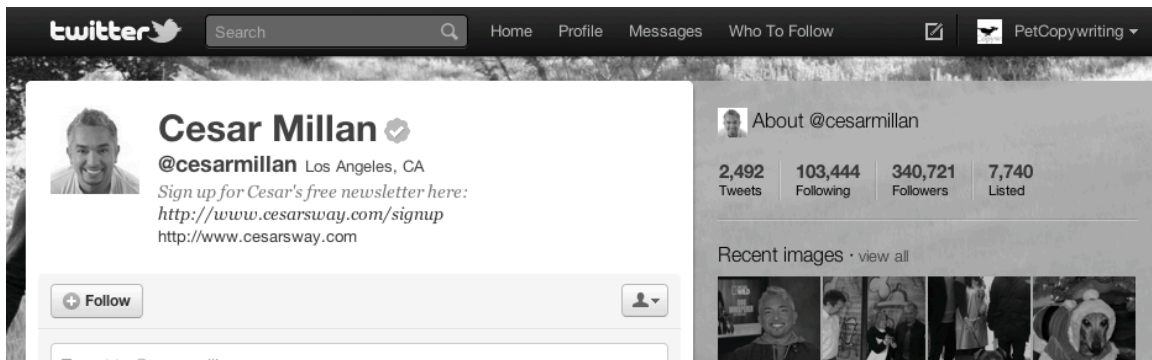 twitter
Search
Home Profile Messages Who To Follow
PetCopywriting
Cesar Millan
@cesarmillan Los Angeles, CA
Sign up for Cesar's free newsletter here:
http://www.cesarsway.com/signup
http://www.cesarsway.com
Follow
About @cesarmillan
2,492 103,444 340,721 7,740
Tweets Following Followers Listed
Recent images · view all